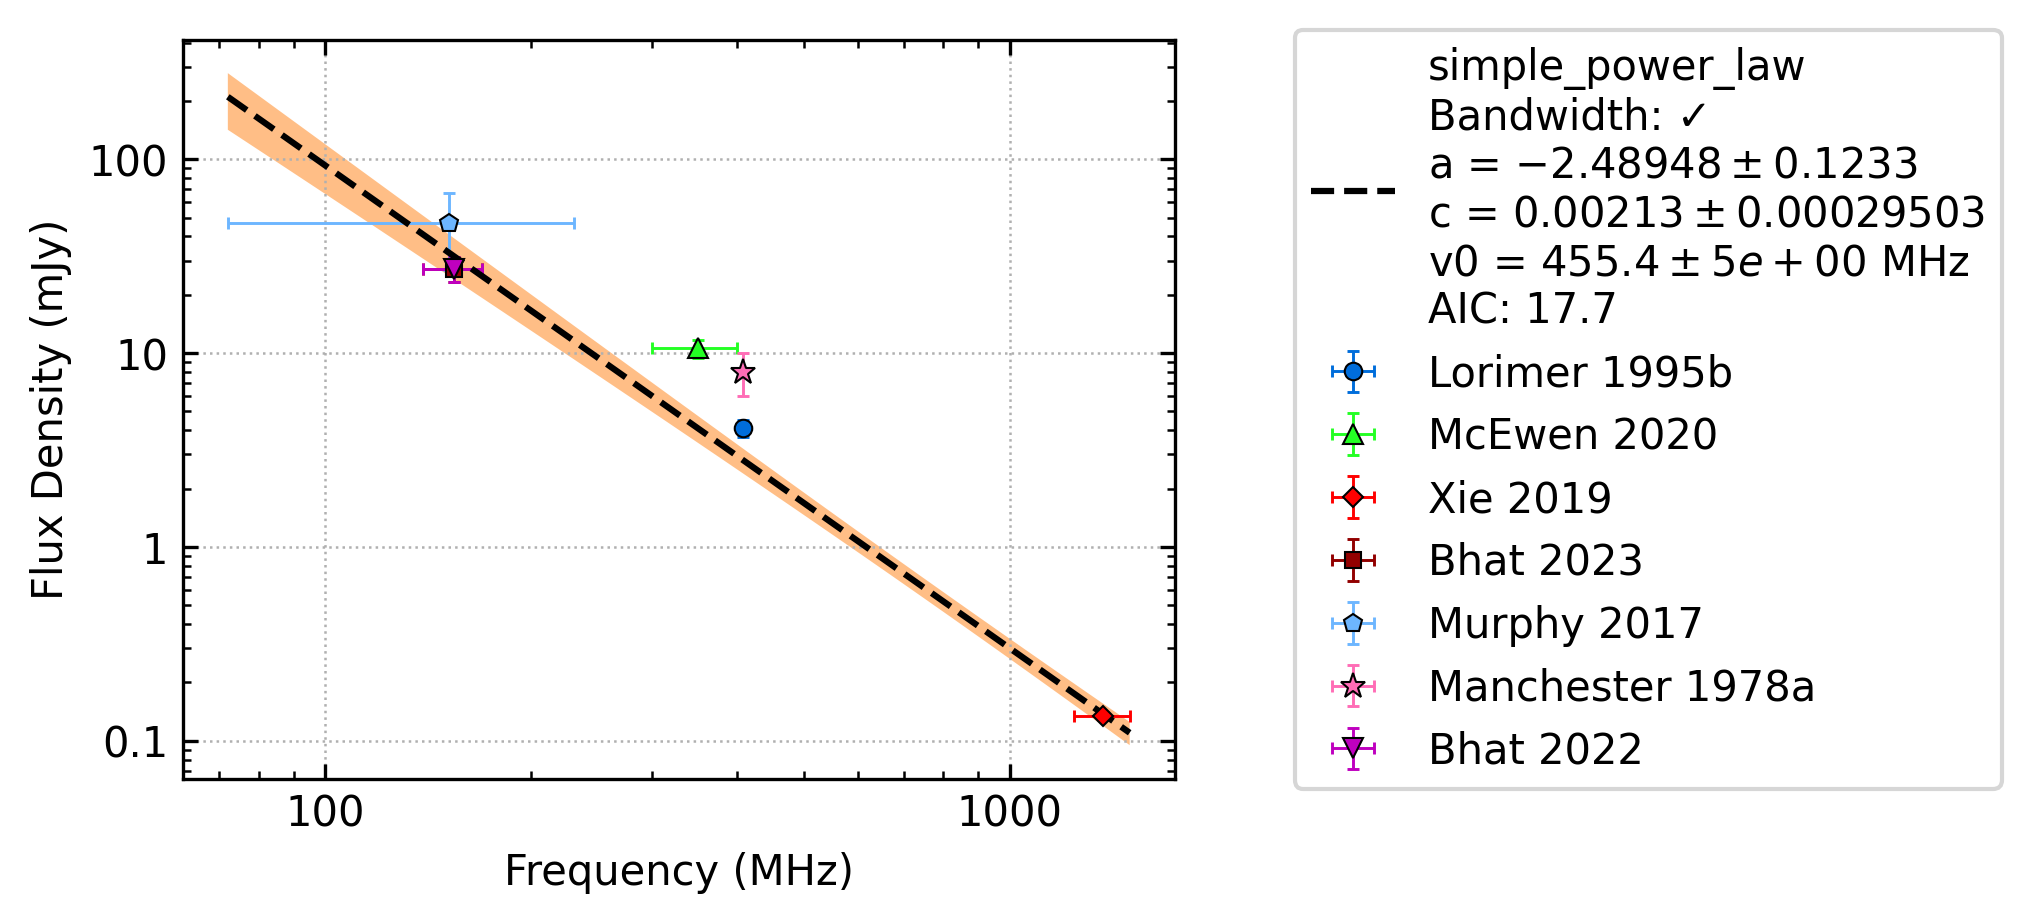 Flux Density (mJy)
100
10
1
0.1
100
1000
Frequency (MHz)
simple_power_law
Bandwidth: ✓
a = −2.48948 ± 0.1233
c = 0.00213 ± 0.00029503
v0 = 455.4 ± 5e + 00 MHz
AIC: 17.7
Lorimer 1995b
McEwen 2020
Xie 2019
Bhat 2023
Murphy 2017
Manchester 1978a
Bhat 2022